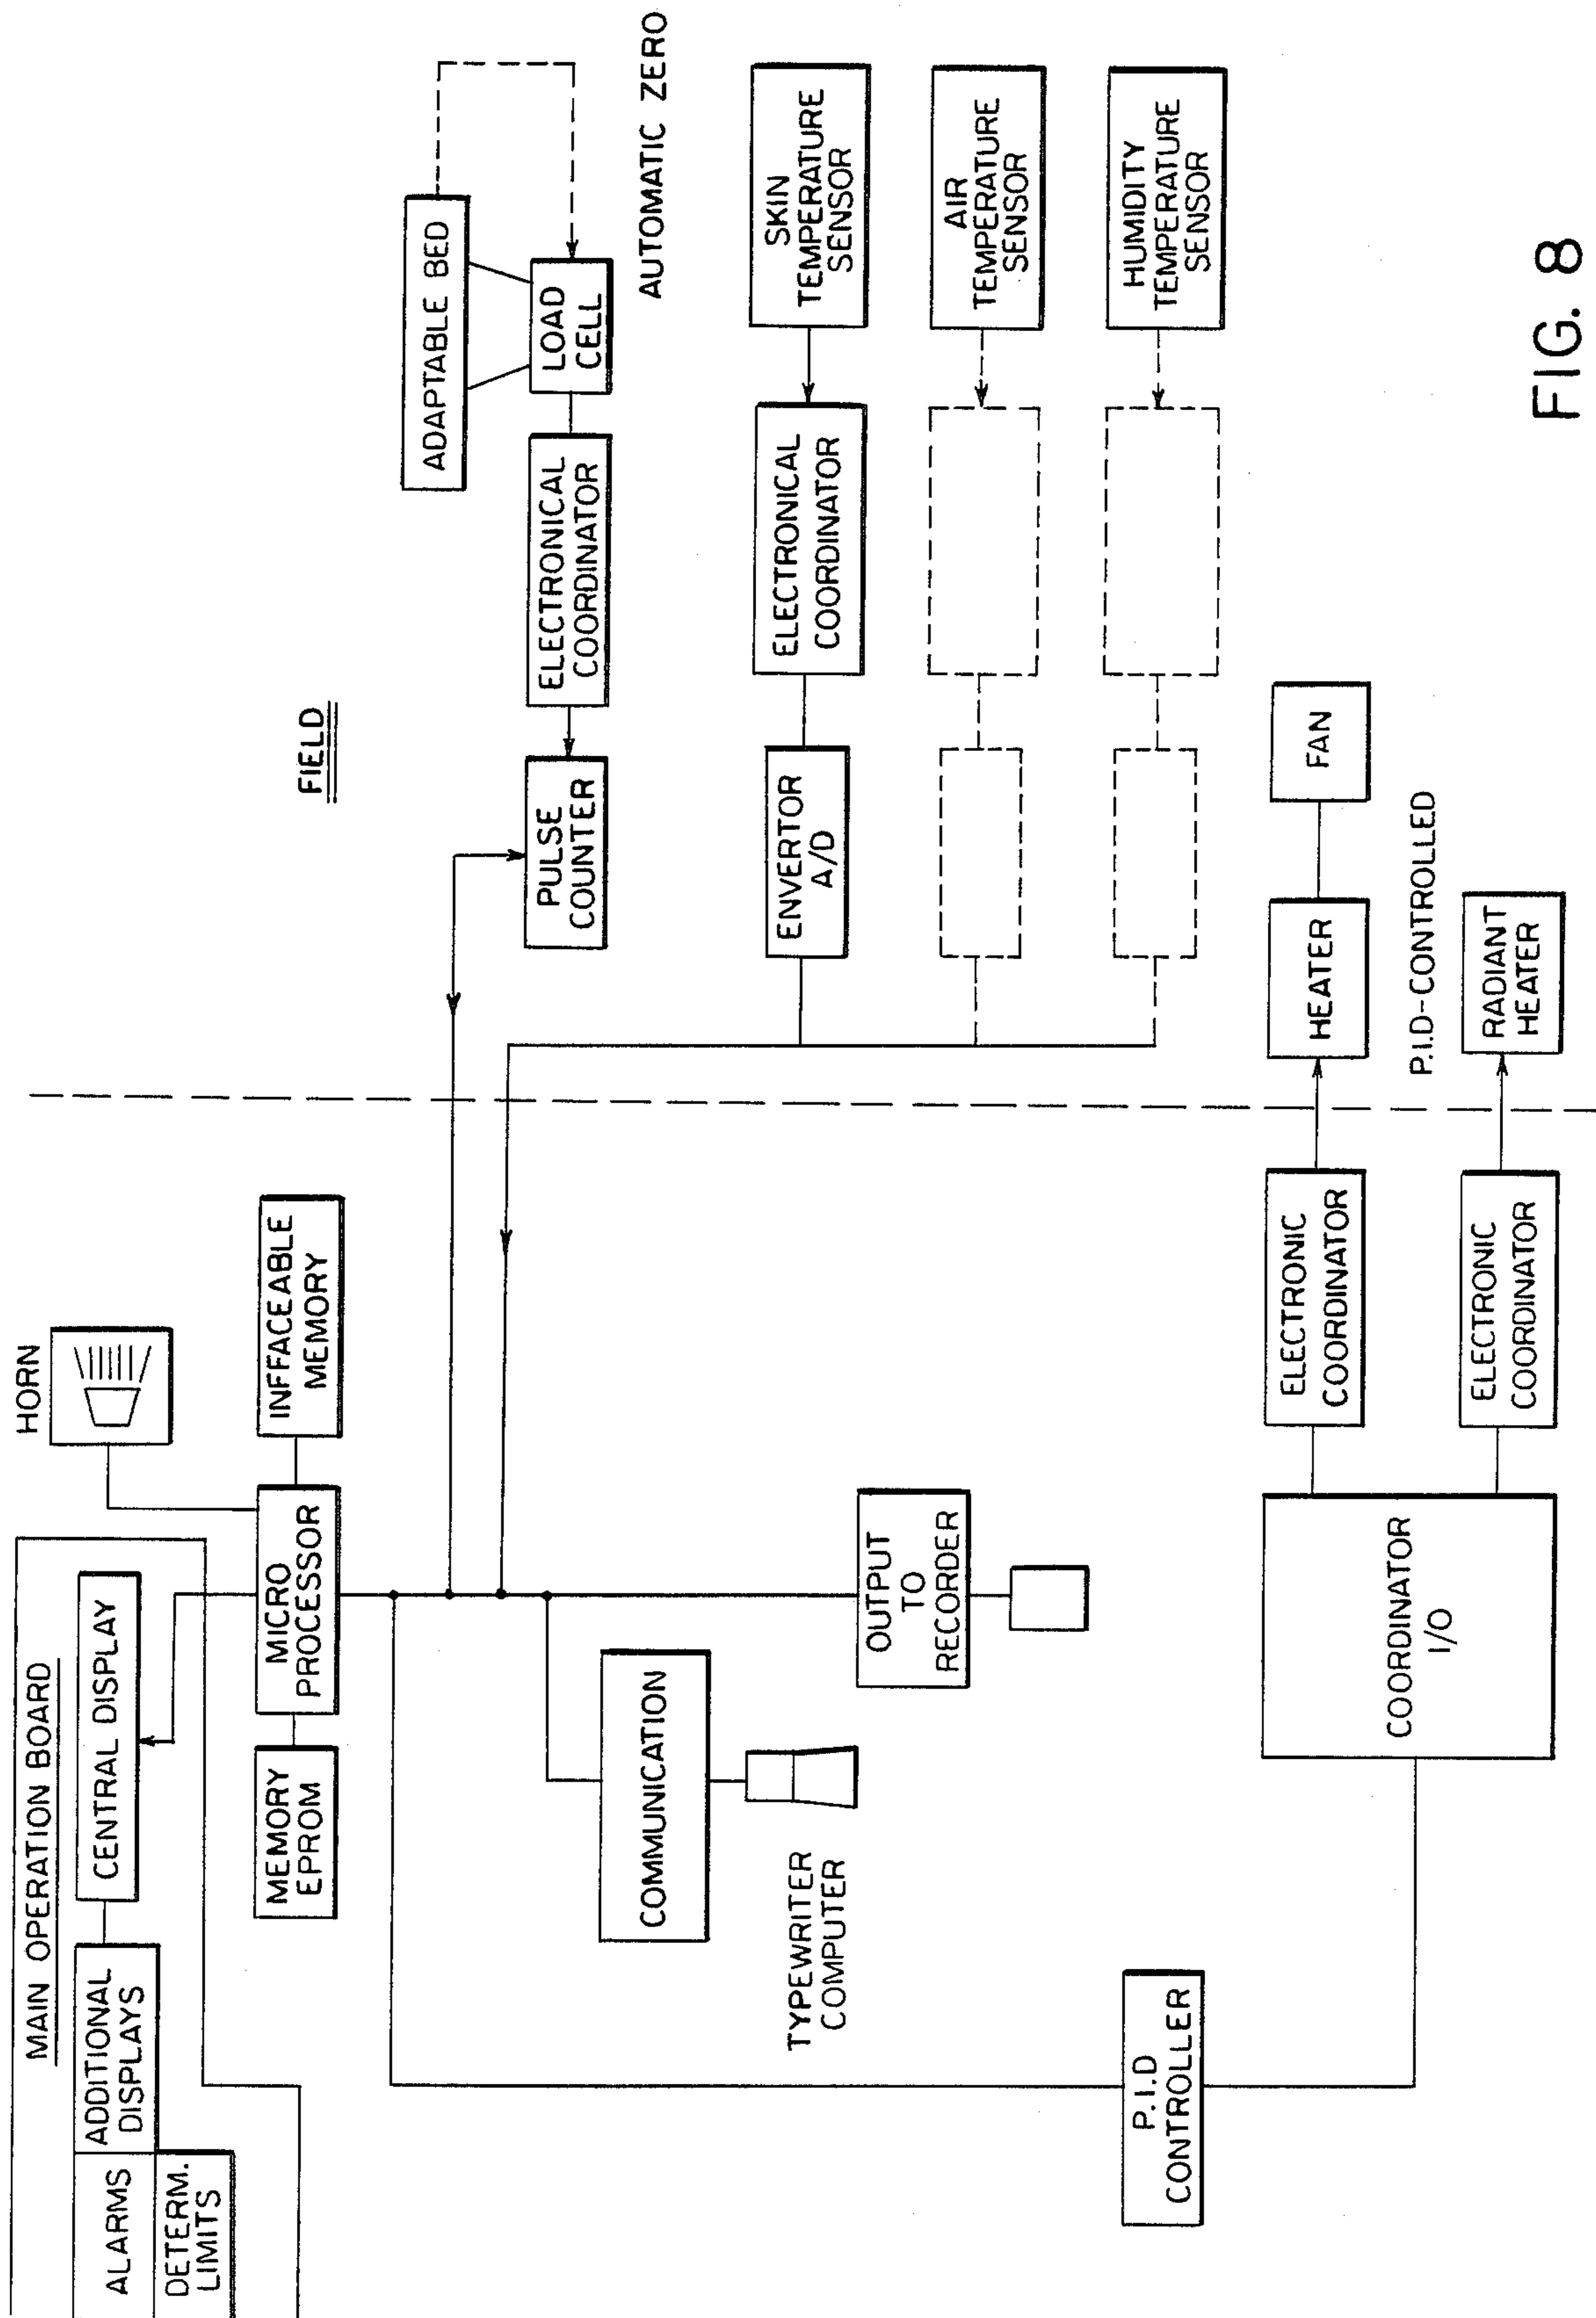 MAIN OPERATION BOARD
ALARMS
ADDITIONAL
DISPLAYS
DETERM.
LIMITS
CENTRAL DISPLAY
HORN
MEMORY
EPROM
MICRO
PROCESSOR
INFFACEABLE
MEMORY
FIELD
ADAPTABLE BED
LOAD
CELL
ELECTRONICAL
COORDINATOR
PULSE
COUNTER
AUTOMATIC ZERO
COMMUNICATION
TYPEWRITER
COMPUTER
OUTPUT
TO
RECORDER
ENVERTOR
A/D
ELECTRONICAL
COORDINATOR
SKIN
TEMPERATURE
SENSOR
AIR
TEMPERATURE
SENSOR
HUMIDITY
TEMPERATURE
SENSOR
P.I.D
CONTROLLER
COORDINATOR
I/O
ELECTRONIC
COORDINATOR
HEATER
FAN
P.I.D-CONTROLLED
ELECTRONIC
COORDINATOR
RADIANT
HEATER
FIG. 8